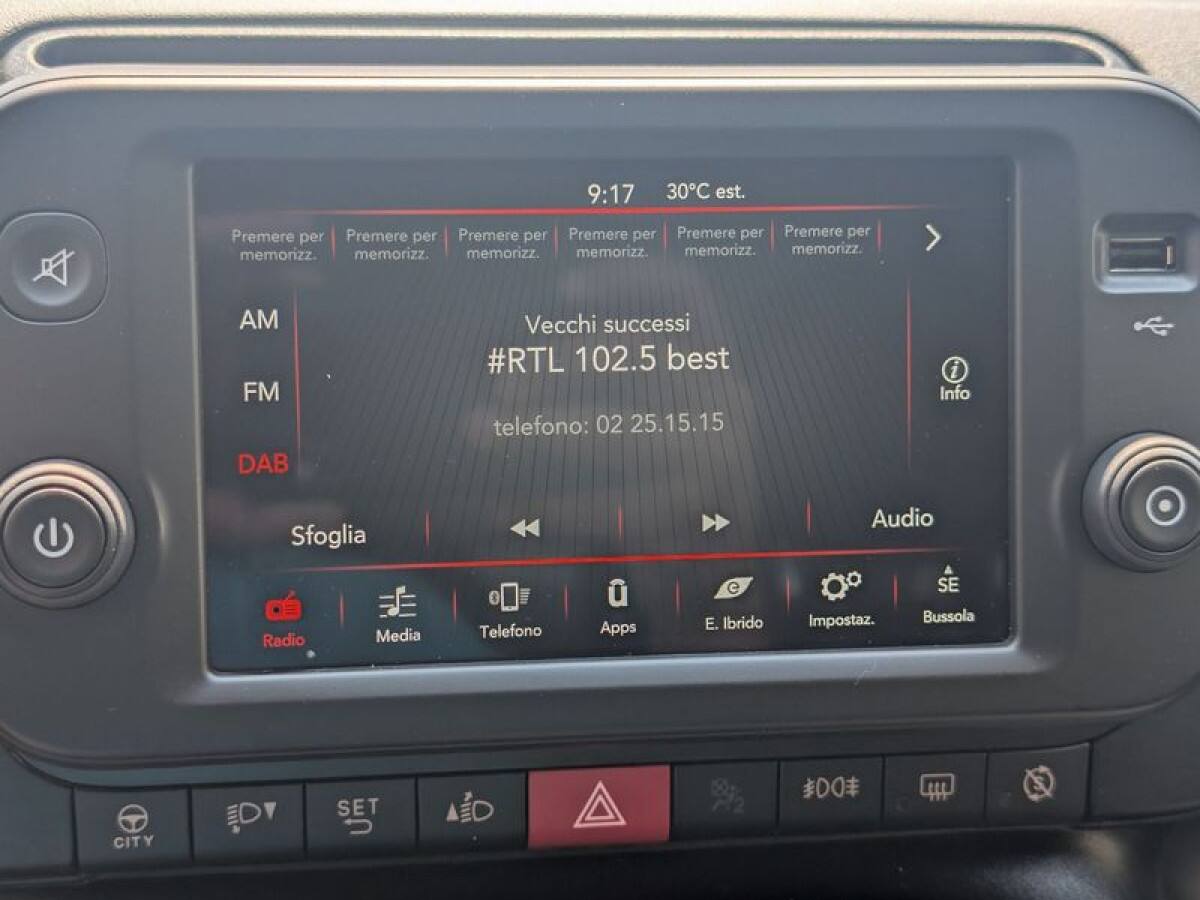 9:17 30°C est.
Premere per Premere per Premere per Premere per Premere per Premere per
memorizz. memorizz. memorizz. memorizz. memorizz. memorizz.
AM
Vecchi successi
#RTL 102.5 best
Info
FM
telefono: 02 25.15.15
DAB
Sfoglia
Audio
SE
Radio Media Telefono Apps E. Ibrido Impostaz. Bussola
SET
CITY